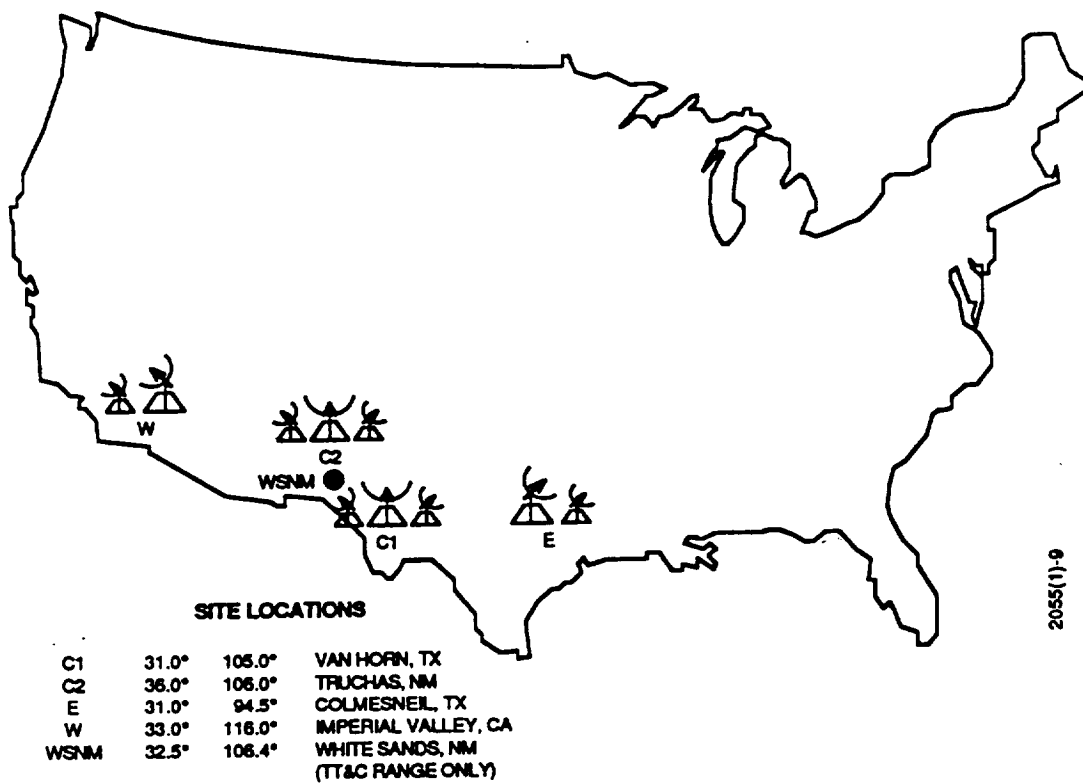 W
C2
WSNM
C1
E
2055(1)-9
SITE LOCATIONS
C1 31.0° 105.0° VAN HORN, TX
C2 36.0° 106.0° TRUCHAS, NM
E 31.0° 94.5° COLMESNEIL, TX
W 33.0° 116.0° IMPERIAL VALLEY, CA
WSNM 32.5° 106.4° WHITE SANDS, NM
(TT&C RANGE ONLY)